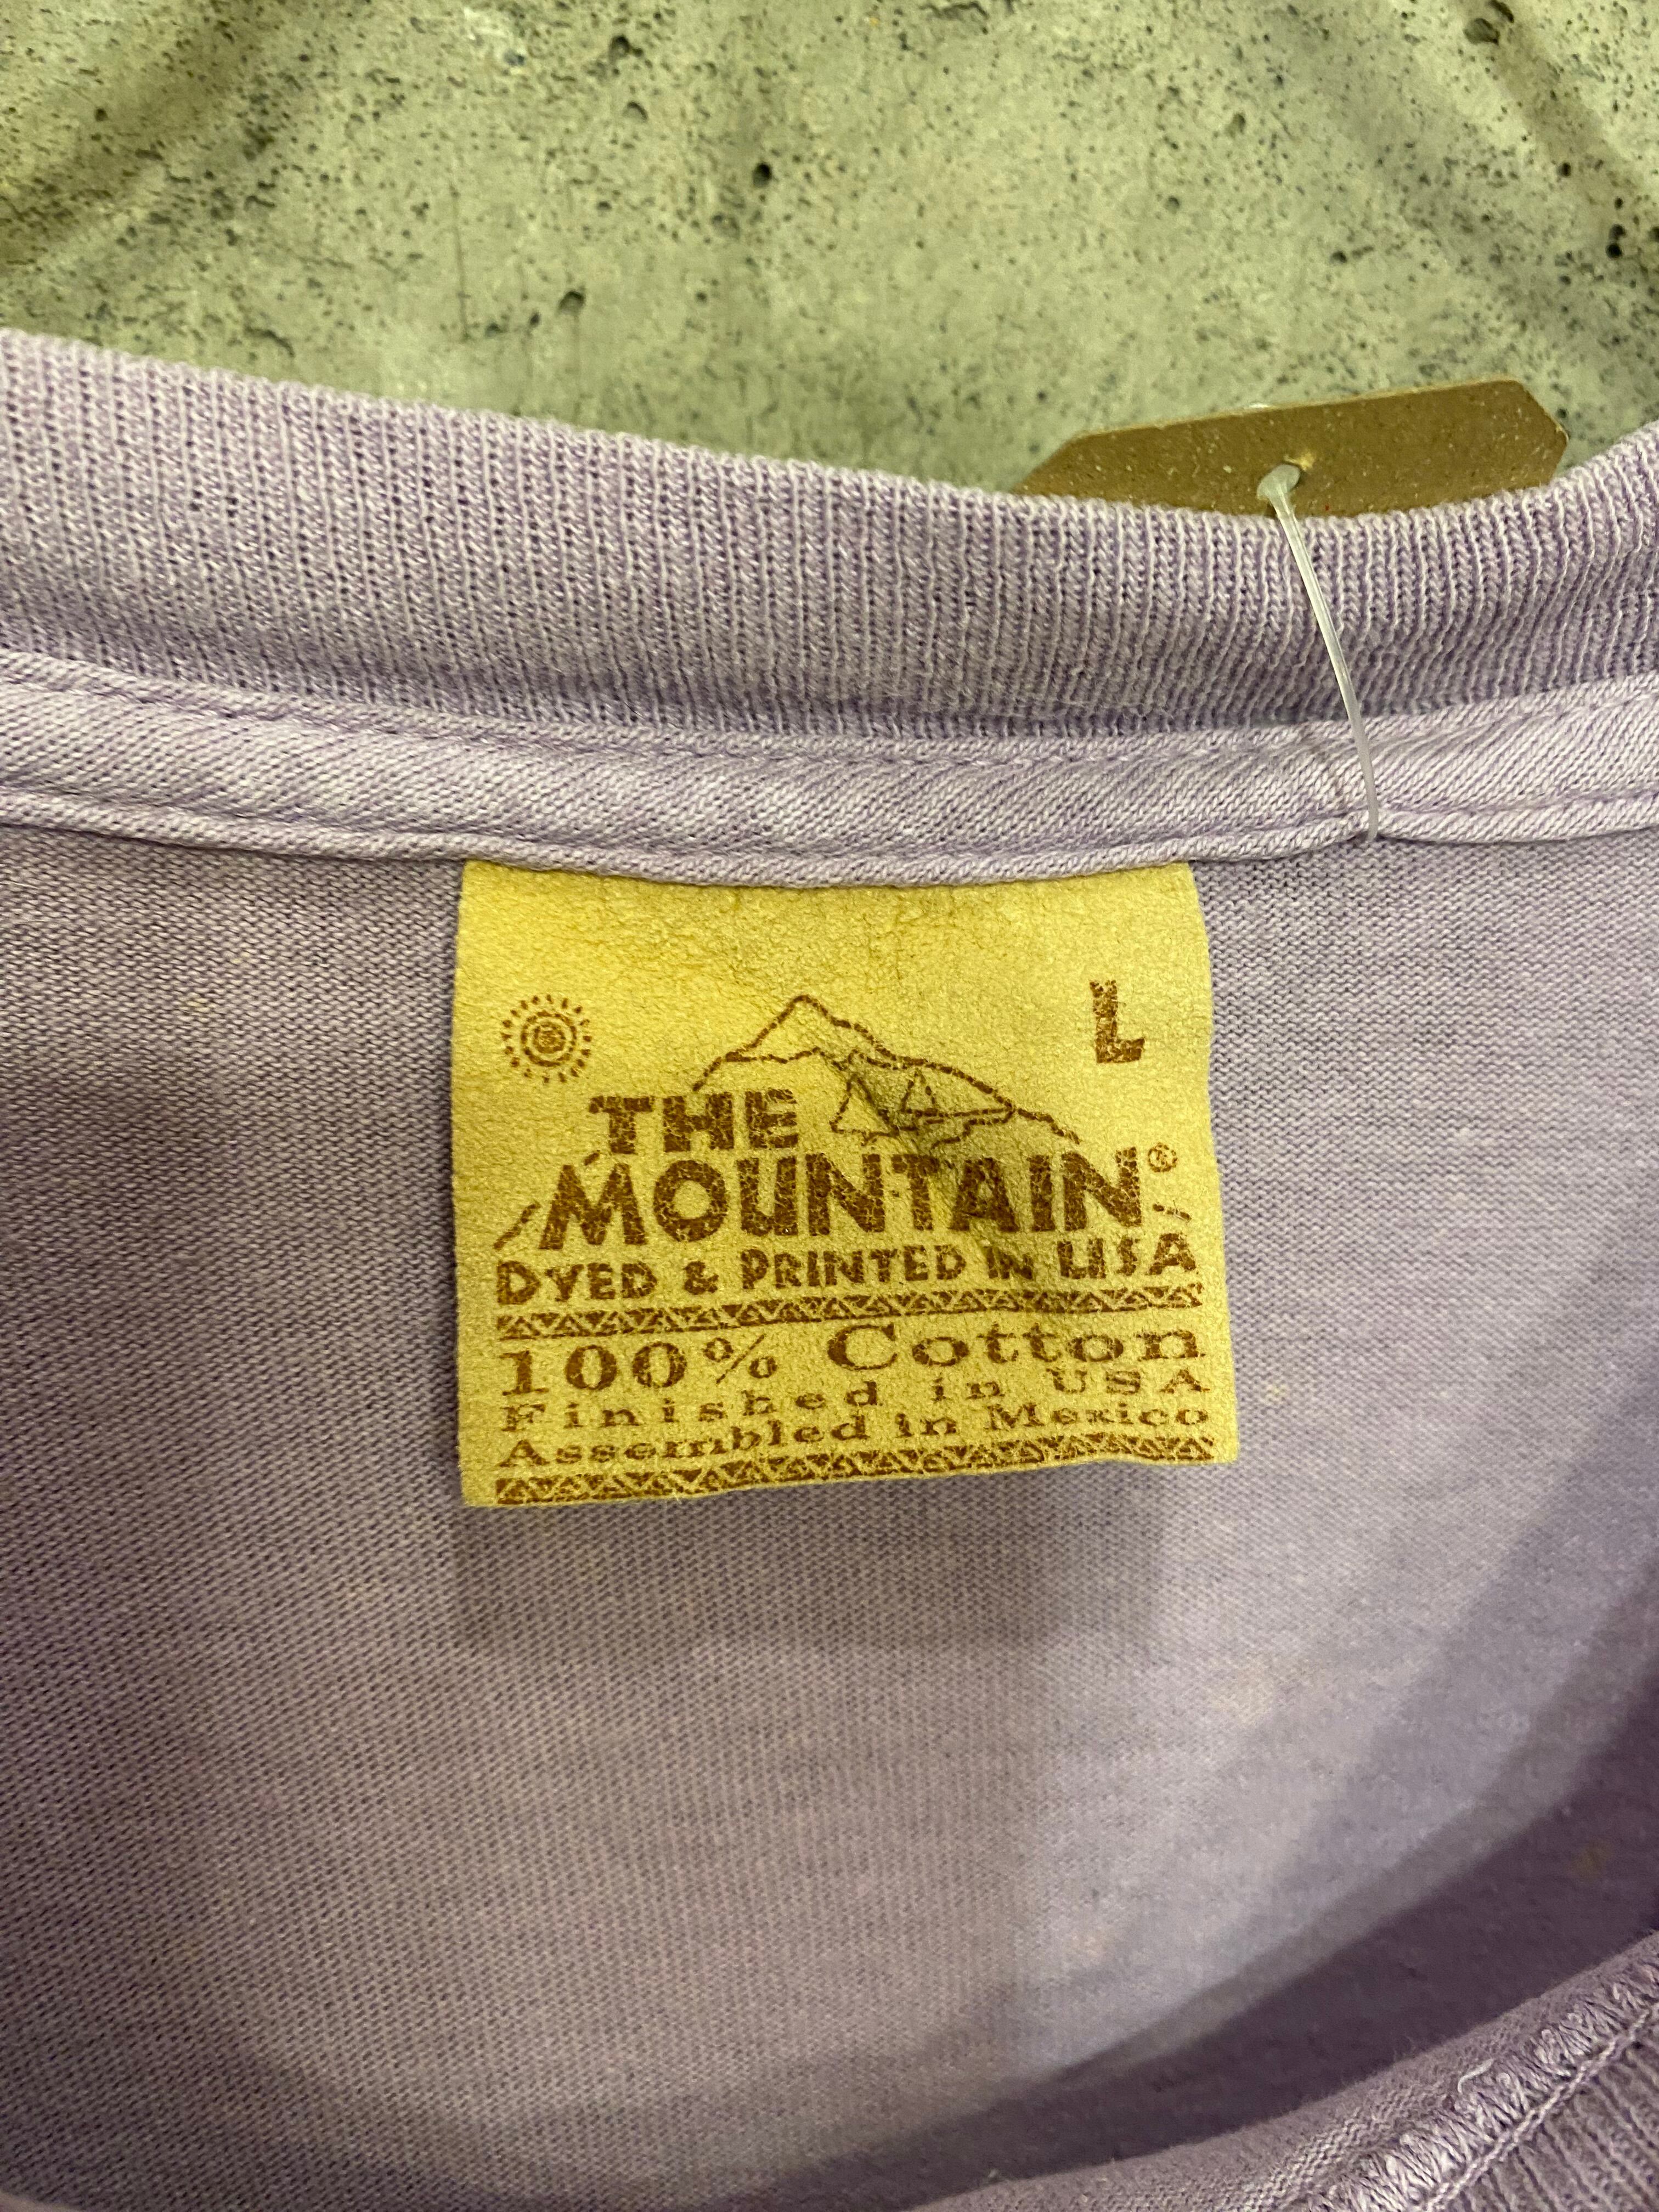 L
THE
MOUNTAIN®
DYED & PRINTED IN USA
100% Cotton
Finished in USA
Assembled in Mexico